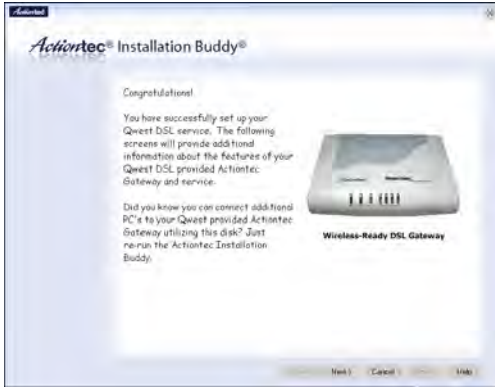 Actiontec
Actiontec® Installation Buddy®
Congratulations!
You have successfully set up your
Qwest DSL service. The following
screens will provide additional
information about the features of your
Qwest DSL provided Actiontec
Gateway and service.
Did you know you can connect additional
PC's to your Qwest provided Actiontec
Gateway utilizing this disk? Just
re-run the Actiontec Installation
Buddy.
Wireless-Ready DSL Gateway
Next Cancel Help